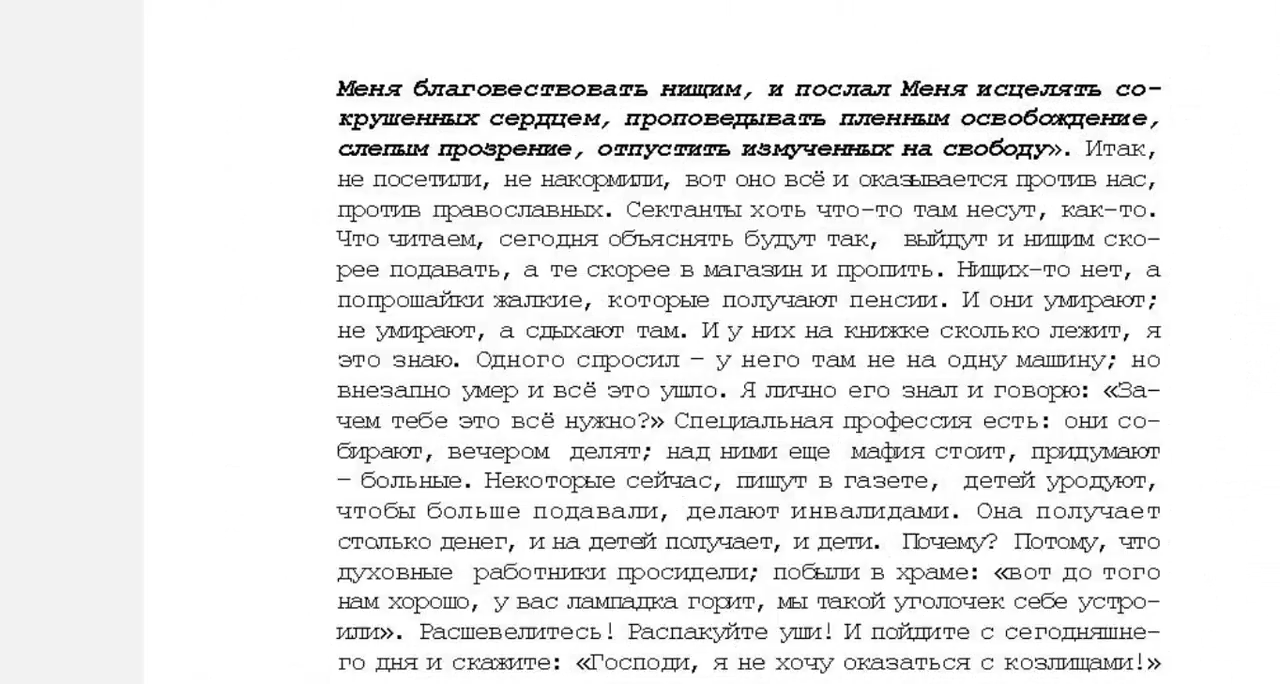 Меня благовествовать нищим, и послал Меня исцелять со-
крушенных сердцем, проповедывать пленным освобождение,
слепым прозрение, отпустить измученных на свободу». Итак,
не посетили, не накормили, вот оно всё и оказывается против нас,
против православных. Сектанты хоть что-то там несут, как-то.
Что читаем, сегодня объяснять будут так, выйдут и нищим ско-
рее подавать, а те скорее в магазин и пропить. Нищих-то нет, а
попрошайки жалкие, которые получают пенсии. И они умирают;
не умирают, а сдыхают там. И у них на книжке сколько лежит, я
это знаю. Одного спросил – у него там не на одну машину; но
внезапно умер и всё это ушло. Я лично его знал и говорю: «За-
чем тебе это всё нужно?» Специальная профессия есть: они со-
бирают, вечером делят; над ними еще мафия стоит, придумают
– больные. Некоторые сейчас, пишут в газете, детей уродуют,
чтобы больше подавали, делают инвалидами. Она получает
столько денег, и на детей получает, и дети. Почему? Потому, что
духовные работники просидели; побыли в храме: «вот до того
нам хорошо, у вас лампадка горит, мы такой уголочек себе устро-
или». Расшевелитесь! Распакуйте уши! И пойдите с сегодняшне-
го дня и скажите: «Господи, я не хочу оказаться с козлищами!»